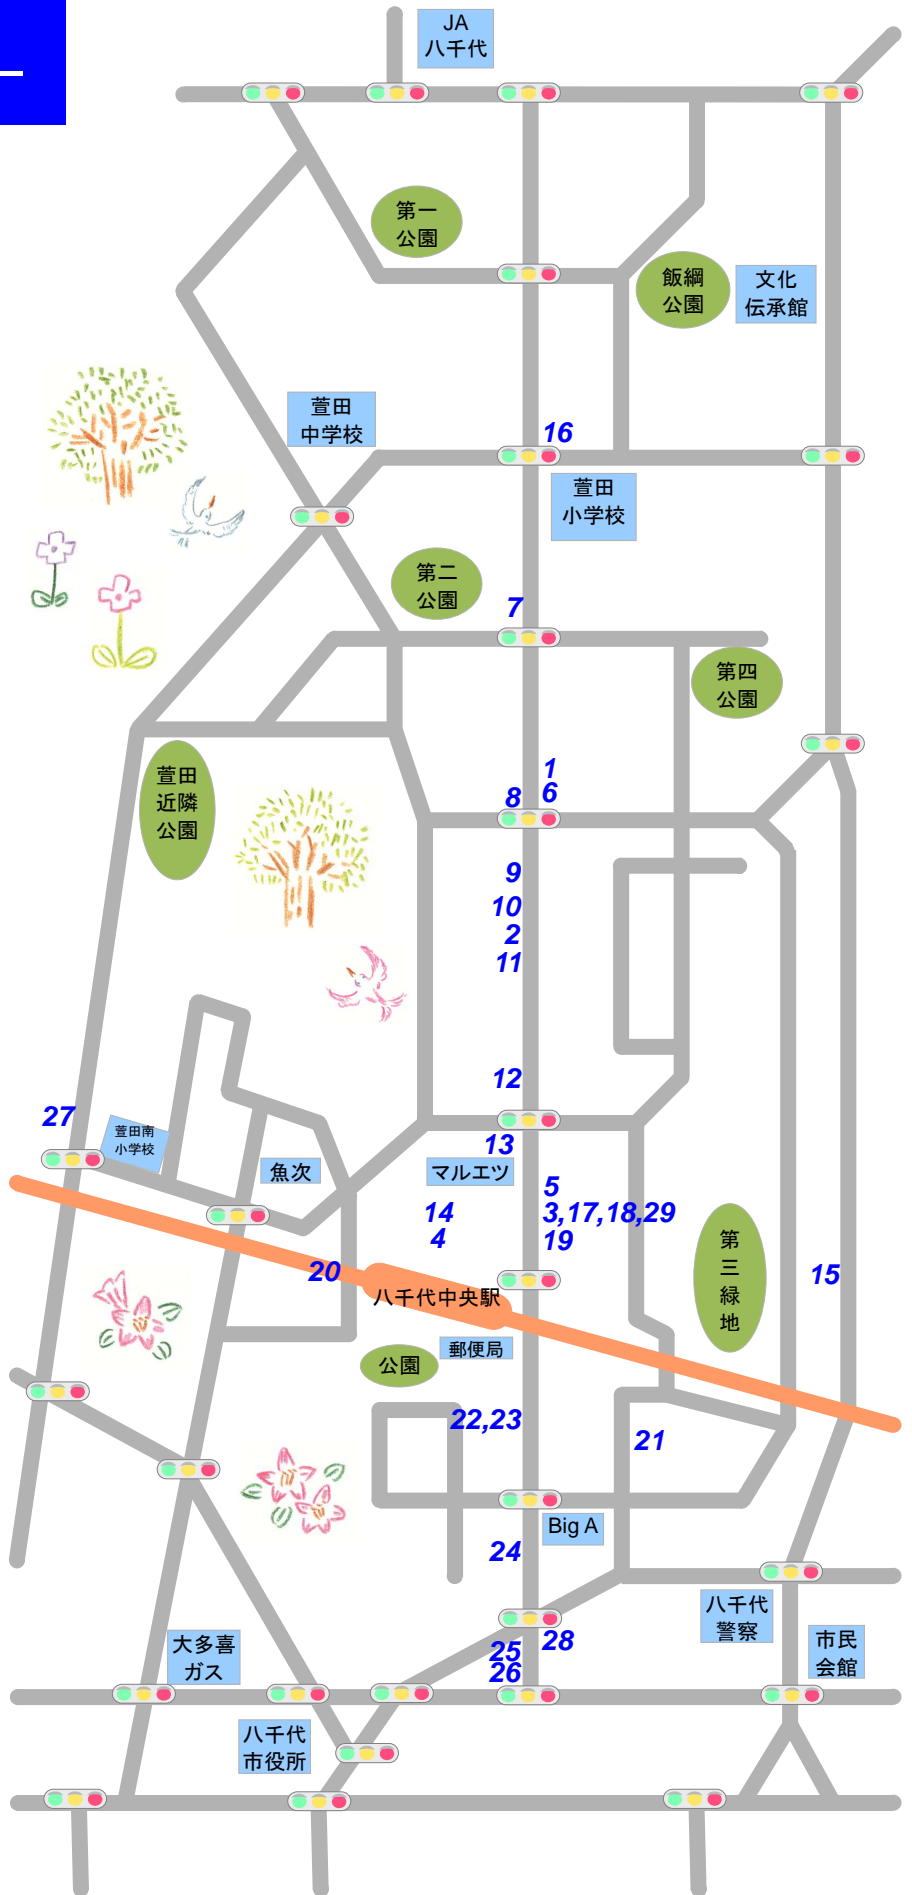 JA
八千代
第一
公園
飯綱
公園
文化
伝承館
萱田
中学校
16
萱田
小学校
第二
公園
7
第四
公園
萱田
近隣
公園
1
6
8
9
10
2
11
12
27
萱田南
小学校
13
魚次
マルエツ
5
14
3,17,18,29
4
19
第
三
緑
地
15
20
八千代中央駅
郵便局
公園
22,23
21
Big A
24
八千代
警察
28
25
26
大多喜
ガス
市民
会館
八千代
市役所